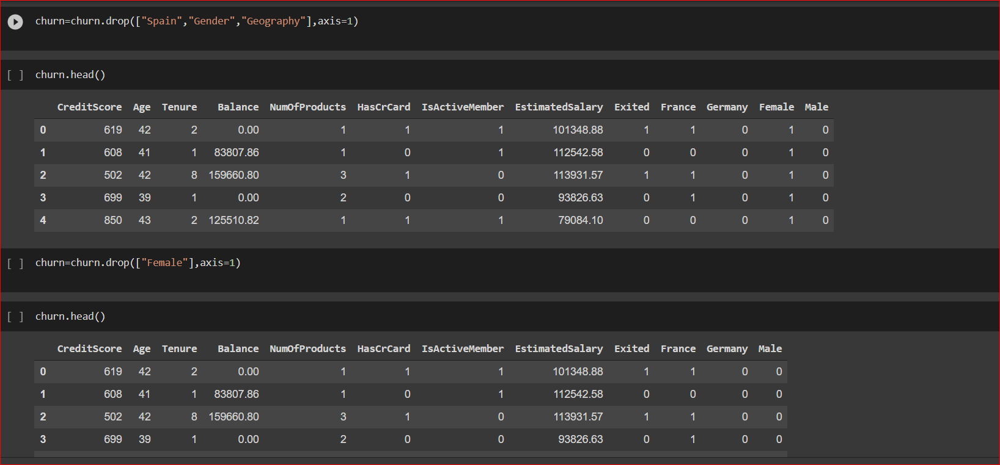 churn=churn.drop(["Spain","Gender","Geography"],axis=1)
[ ] churn.head()
CreditScore Age Tenure Balance NumOfProducts HasCrCard IsActiveMember EstimatedSalary Exited France Germany Female Male
0 619 42 2 0.00 1 1 1 101348.88 1 1 0 1 0
1 608 41 1 83807.86 1 0 1 112542.58 0 0 0 1 0
2 502 42 8 159660.80 3 1 0 113931.57 1 1 0 1 0
3 699 39 1 0.00 2 0 0 93826.63 0 1 0 1 0
4 850 43 2 125510.82 1 1 1 79084.10 0 0 0 1 0
[ ] churn=churn.drop(["Female"],axis=1)
[ ] churn.head()
CreditScore Age Tenure Balance NumOfProducts HasCrCard IsActiveMember EstimatedSalary Exited France Germany Male
0 619 42 2 0.00 1 1 1 101348.88 1 1 0 0
1 608 41 1 83807.86 1 0 1 112542.58 0 0 0 0
2 502 42 8 159660.80 3 1 0 113931.57 1 1 0 0
3 699 39 1 0.00 2 0 0 93826.63 0 1 0 0